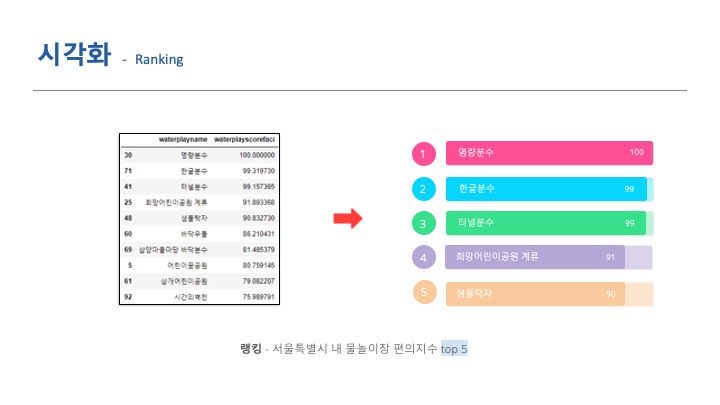 시각화 - Ranking
waterplayname waterplayscorefaci
30 명량분수 100.000000
71 한글분수 99.319730
41 터널분수 99.157365
25 희망어린이공원 계류 91.893368
48 샘물탁자 90.832730
60 바닥우물 86.210431
69 삼양마을마당 바닥분수 81.485379
5 어린이꿈공원 80.759145
61 상개어린이공원 79.082207
92 시간의벽천 75.989791
1 명량분수 100
2 한글분수 99
3 터널분수 99
4 희망어린이공원 계류 91
5 샘물탁자 90
랭킹 - 서울특별시 내 물놀이장 편의지수 top 5